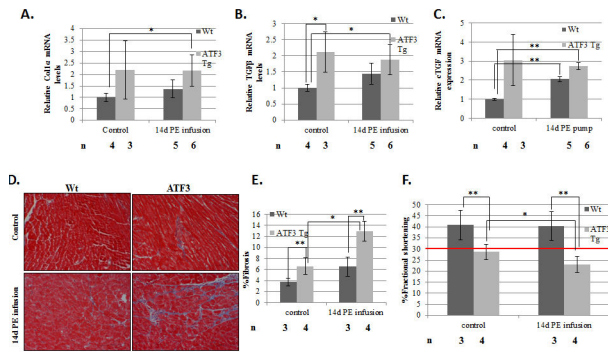 A.
Relative Col1α mRNA levels
3.5
3
2.5
2
1.5
1
0.5
0
*
Wt
ATF3 Tg
Control
14d PE infusion
n 4 3 5 6
B.
Relative TGFβ mRNA levels
3
2.5
2
1.5
1
0.5
0
*
*
Wt
ATF3 Tg
Control
14d PE infusion
4 3 5 6
C.
Relative cTGF mRNA expression
5
4
3
2
1
0
**
**
Wt
ATF3 Tg
control
14d PE pump
n 4 3 5 6
D.
Wt
ATF3
Control
14d PE infusion
E.
%Fibrosis
16%
14%
12%
10%
8%
6%
4%
2%
0%
*
**
**
Wt
ATF3 Tg
control
14d PE infusion
n 3 4 3 4
F.
%Fractional shortening
50
45
40
35
30
25
20
15
10
5
0
**
*
**
Wt
ATF3 Tg
control
14d PE infusion
3 4 3 4